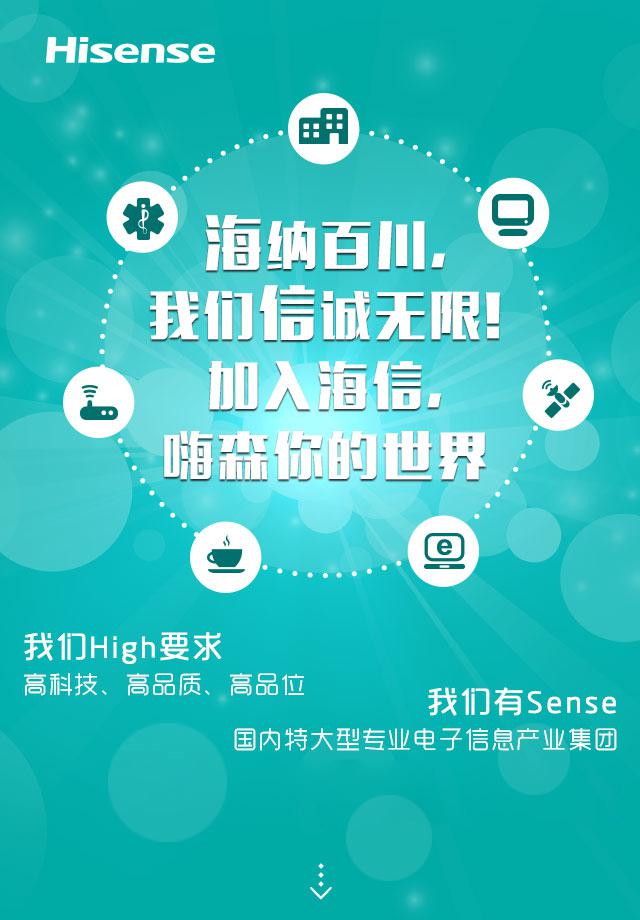 Hisense
海纳百川,
我们信诚无限!
加入海信,
嗨森你的世界
e
我们High要求
高科技、高品质、高品位
我们有Sense
国内特大型专业电子信息产业集团